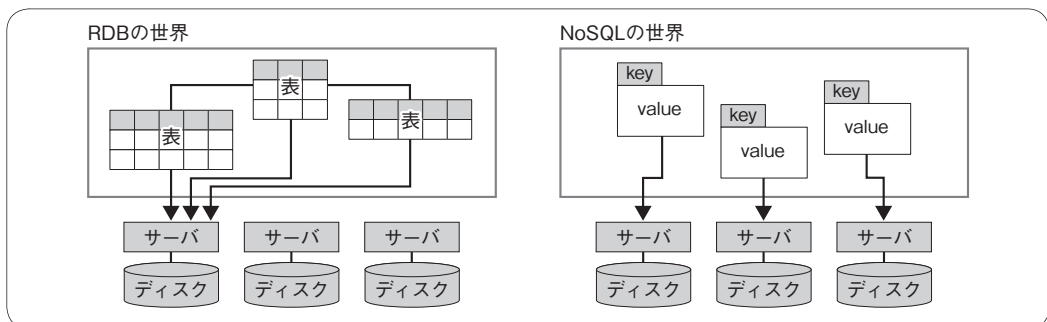 RDBの世界
表
表
表
サーバ
サーバ
サーバ
ディスク
ディスク
ディスク
NoSQLの世界
key
value
key
value
key
value
サーバ
サーバ
サーバ
ディスク
ディスク
ディスク